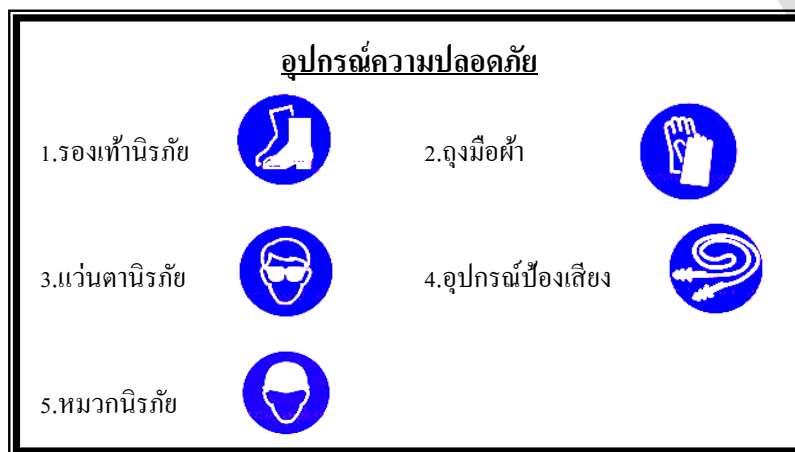 อุปกรณ์ความปลอดภัย
1.รองเท้านิรภัย 2.ถุงมือผ้า
3.แว่นตานิรภัย 4.อุปกรณ์ป้องเสียง
5.หมวกนิรภัย